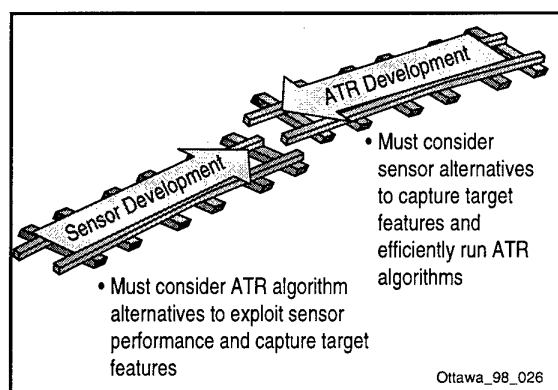 ATR Development
• Must consider
sensor alternatives
to capture target
features and
efficiently run ATR
algorithms
Sensor Development
• Must consider ATR algorithm
alternatives to exploit sensor
performance and capture target
features
Ottawa_98_026